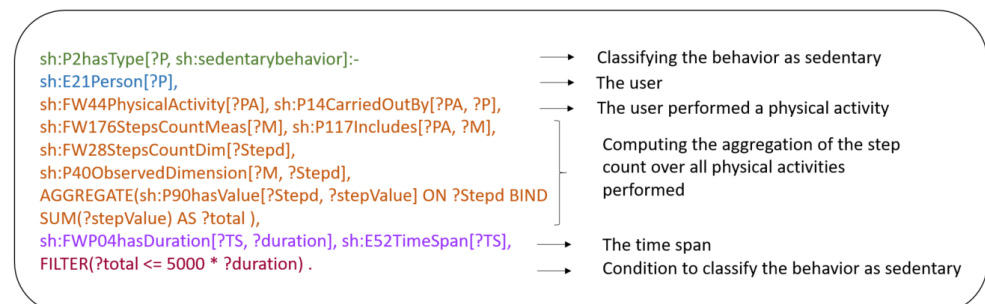 sh:P2hasType[?P, sh:sedentarybehavior]:-
Classifying the behavior as sedentary
sh:E21Person[?P],
The user
sh:FW44PhysicalActivity[?PA], sh:P14CarriedOutBy[?PA, ?P],
The user performed a physical activity
sh:FW176StepsCountMeas[?M], sh:P117Includes[?PA, ?M],
sh:FW28StepsCountDim[?Stepd],
sh:P40ObservedDimension[?M, ?Stepd],
AGGREGATE(sh:P90hasValue[?Stepd, ?stepValue] ON ?Stepd BIND
SUM(?stepValue) AS ?total ),
Computing the aggregation of the step
count over all physical activities
performed
sh:FWP04hasDuration[?TS, ?duration], sh:E52TimeSpan[?TS],
The time span
FILTER(?total <= 5000 * ?duration) .
Condition to classify the behavior as sedentary